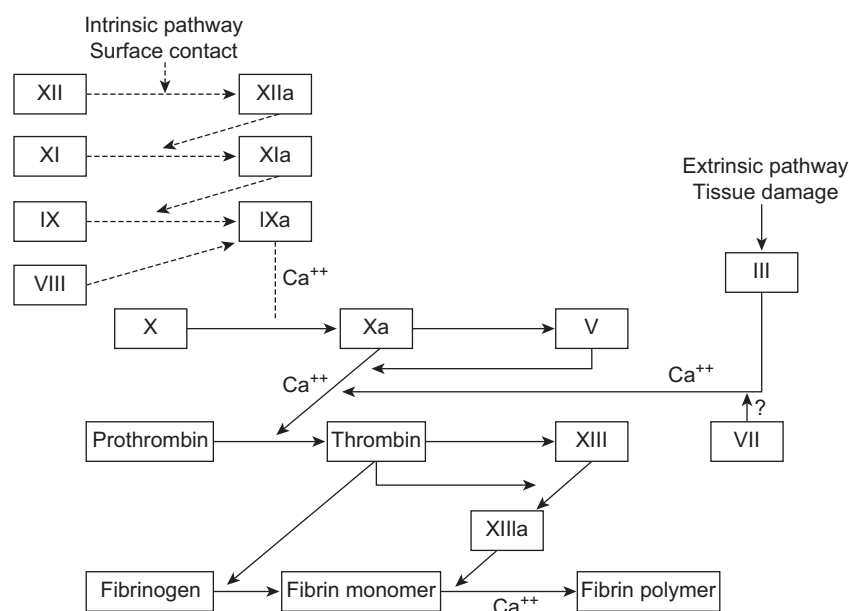 Intrinsic pathway
Surface contact
XII
XIIa
XI
XIa
Extrinsic pathway
Tissue damage
IX
IXa
VIII
Ca++
III
X
Xa
V
Ca++
Ca++
?
Prothrombin
Thrombin
XIII
VII
XIIIa
Fibrinogen
Fibrin monomer
Ca++
Fibrin polymer